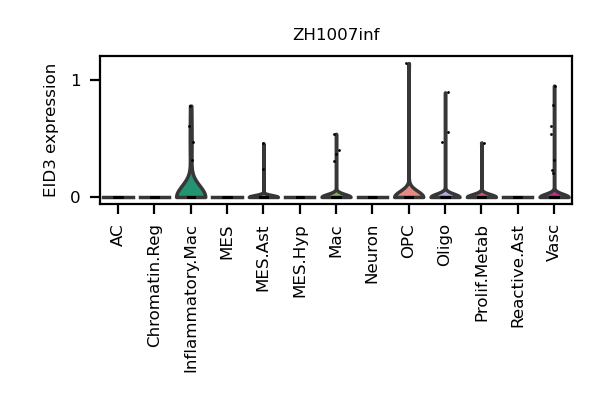 ZH1007inf
EID3 expression
1
0
AC
Chromatin.Reg
Inflammatory.Mac
MES
MES.Ast
MES.Hyp
Mac
Neuron
OPC
Oligo
Prolif.Metab
Reactive.Ast
Vasc